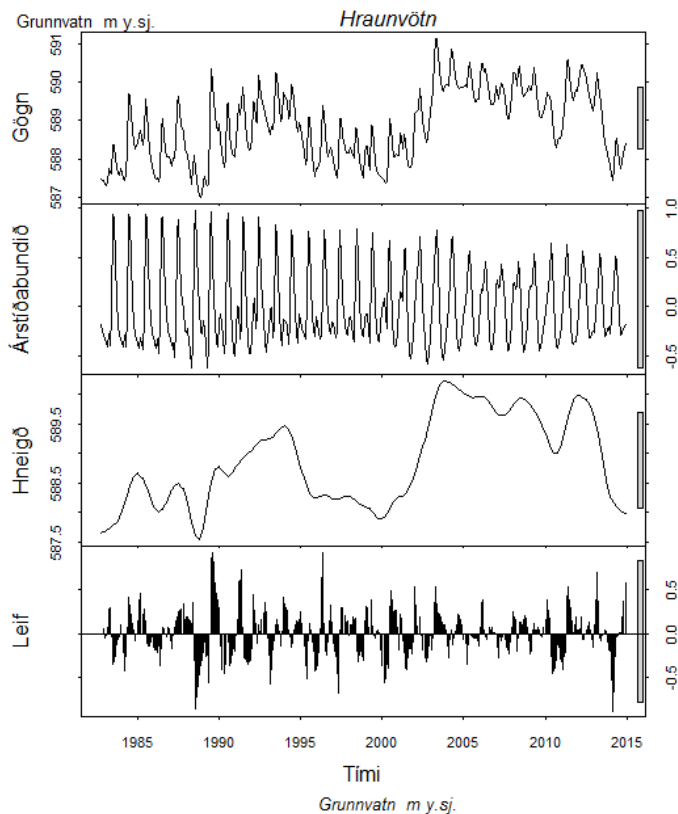 Grunnvatn m y.sj.
Hraunvötn
Gögn
591
590
589
588
587
Árstíðabundið
1.0
0.5
0.0
-0.5
Hneigð
589.5
588.5
587.5
Leif
0.5
0.0
-0.5
1985 1990 1995 2000 2005 2010 2015
Tími
Grunnvatn m y.sj.